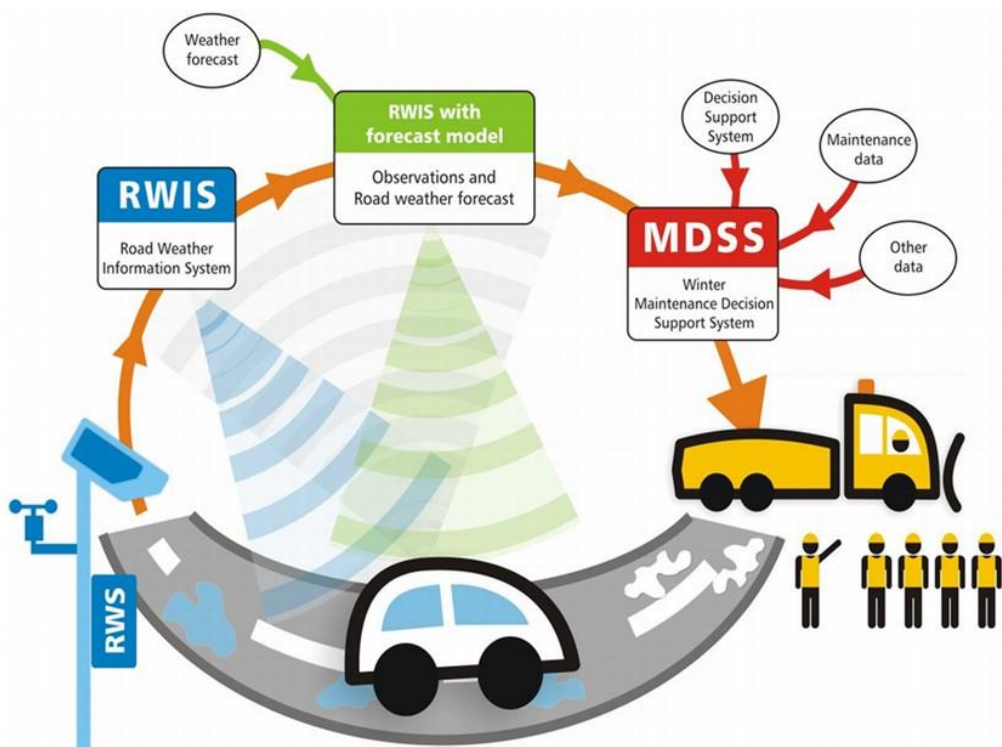 Weather
forecast
RWIS with
forecast model
Observations and
Road weather forecast
Decision
Support
System
Maintenance
data
RWIS
Road Weather
Information System
MDSS
Winter
Maintenance Decision
Support System
Other
data
RWS